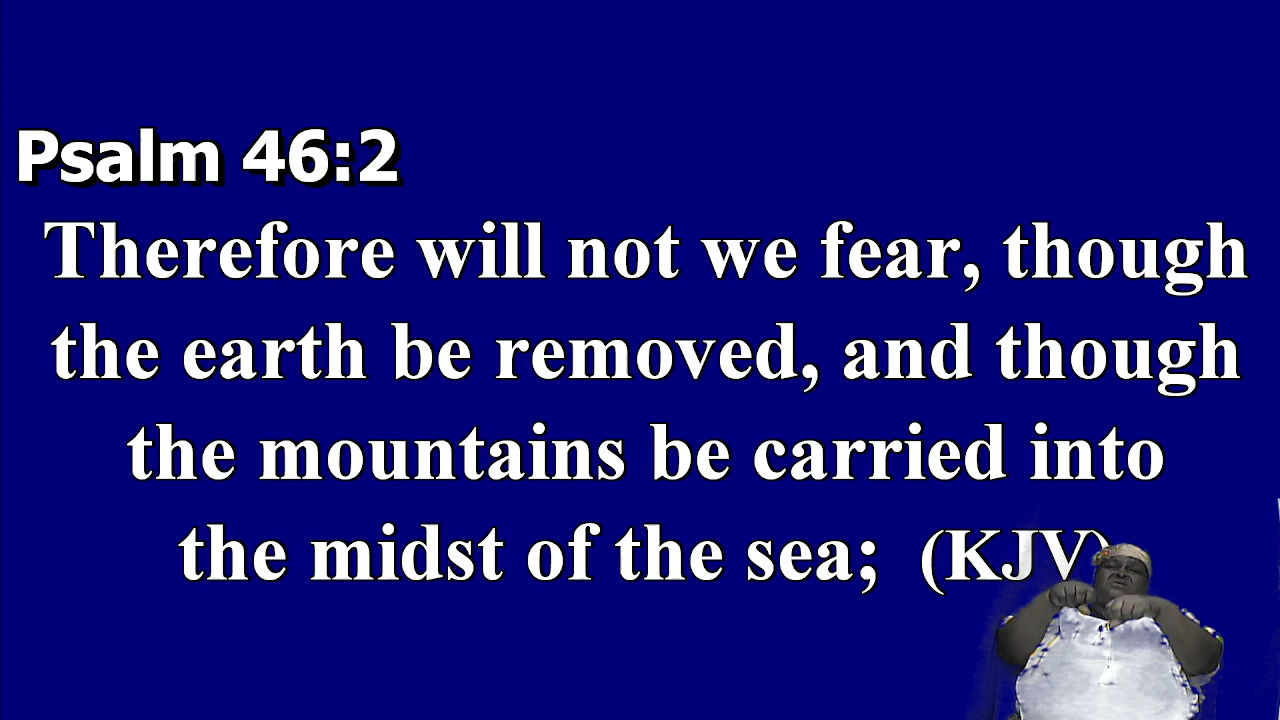 Psalm 46:2
Therefore will not we fear, though
the earth be removed, and though
the mountains be carried into
the midst of the sea;  (KJV)